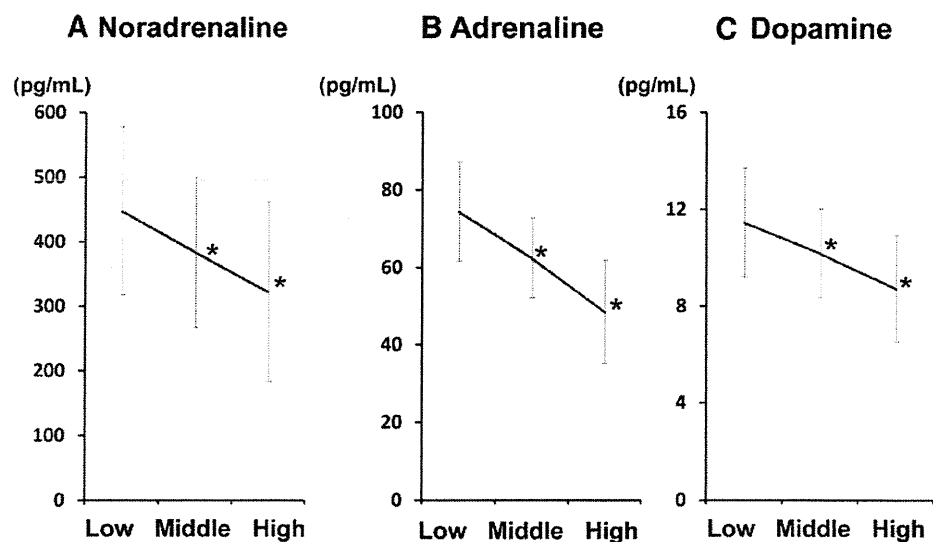 A Noradrenaline
(pg/mL)
600
500
400
300
200
100
0
*
*
Low Middle High
B Adrenaline
(pg/mL)
100
80
60
40
20
0
*
*
Low Middle High
C Dopamine
(pg/mL)
16
12
8
4
0
*
*
Low Middle High